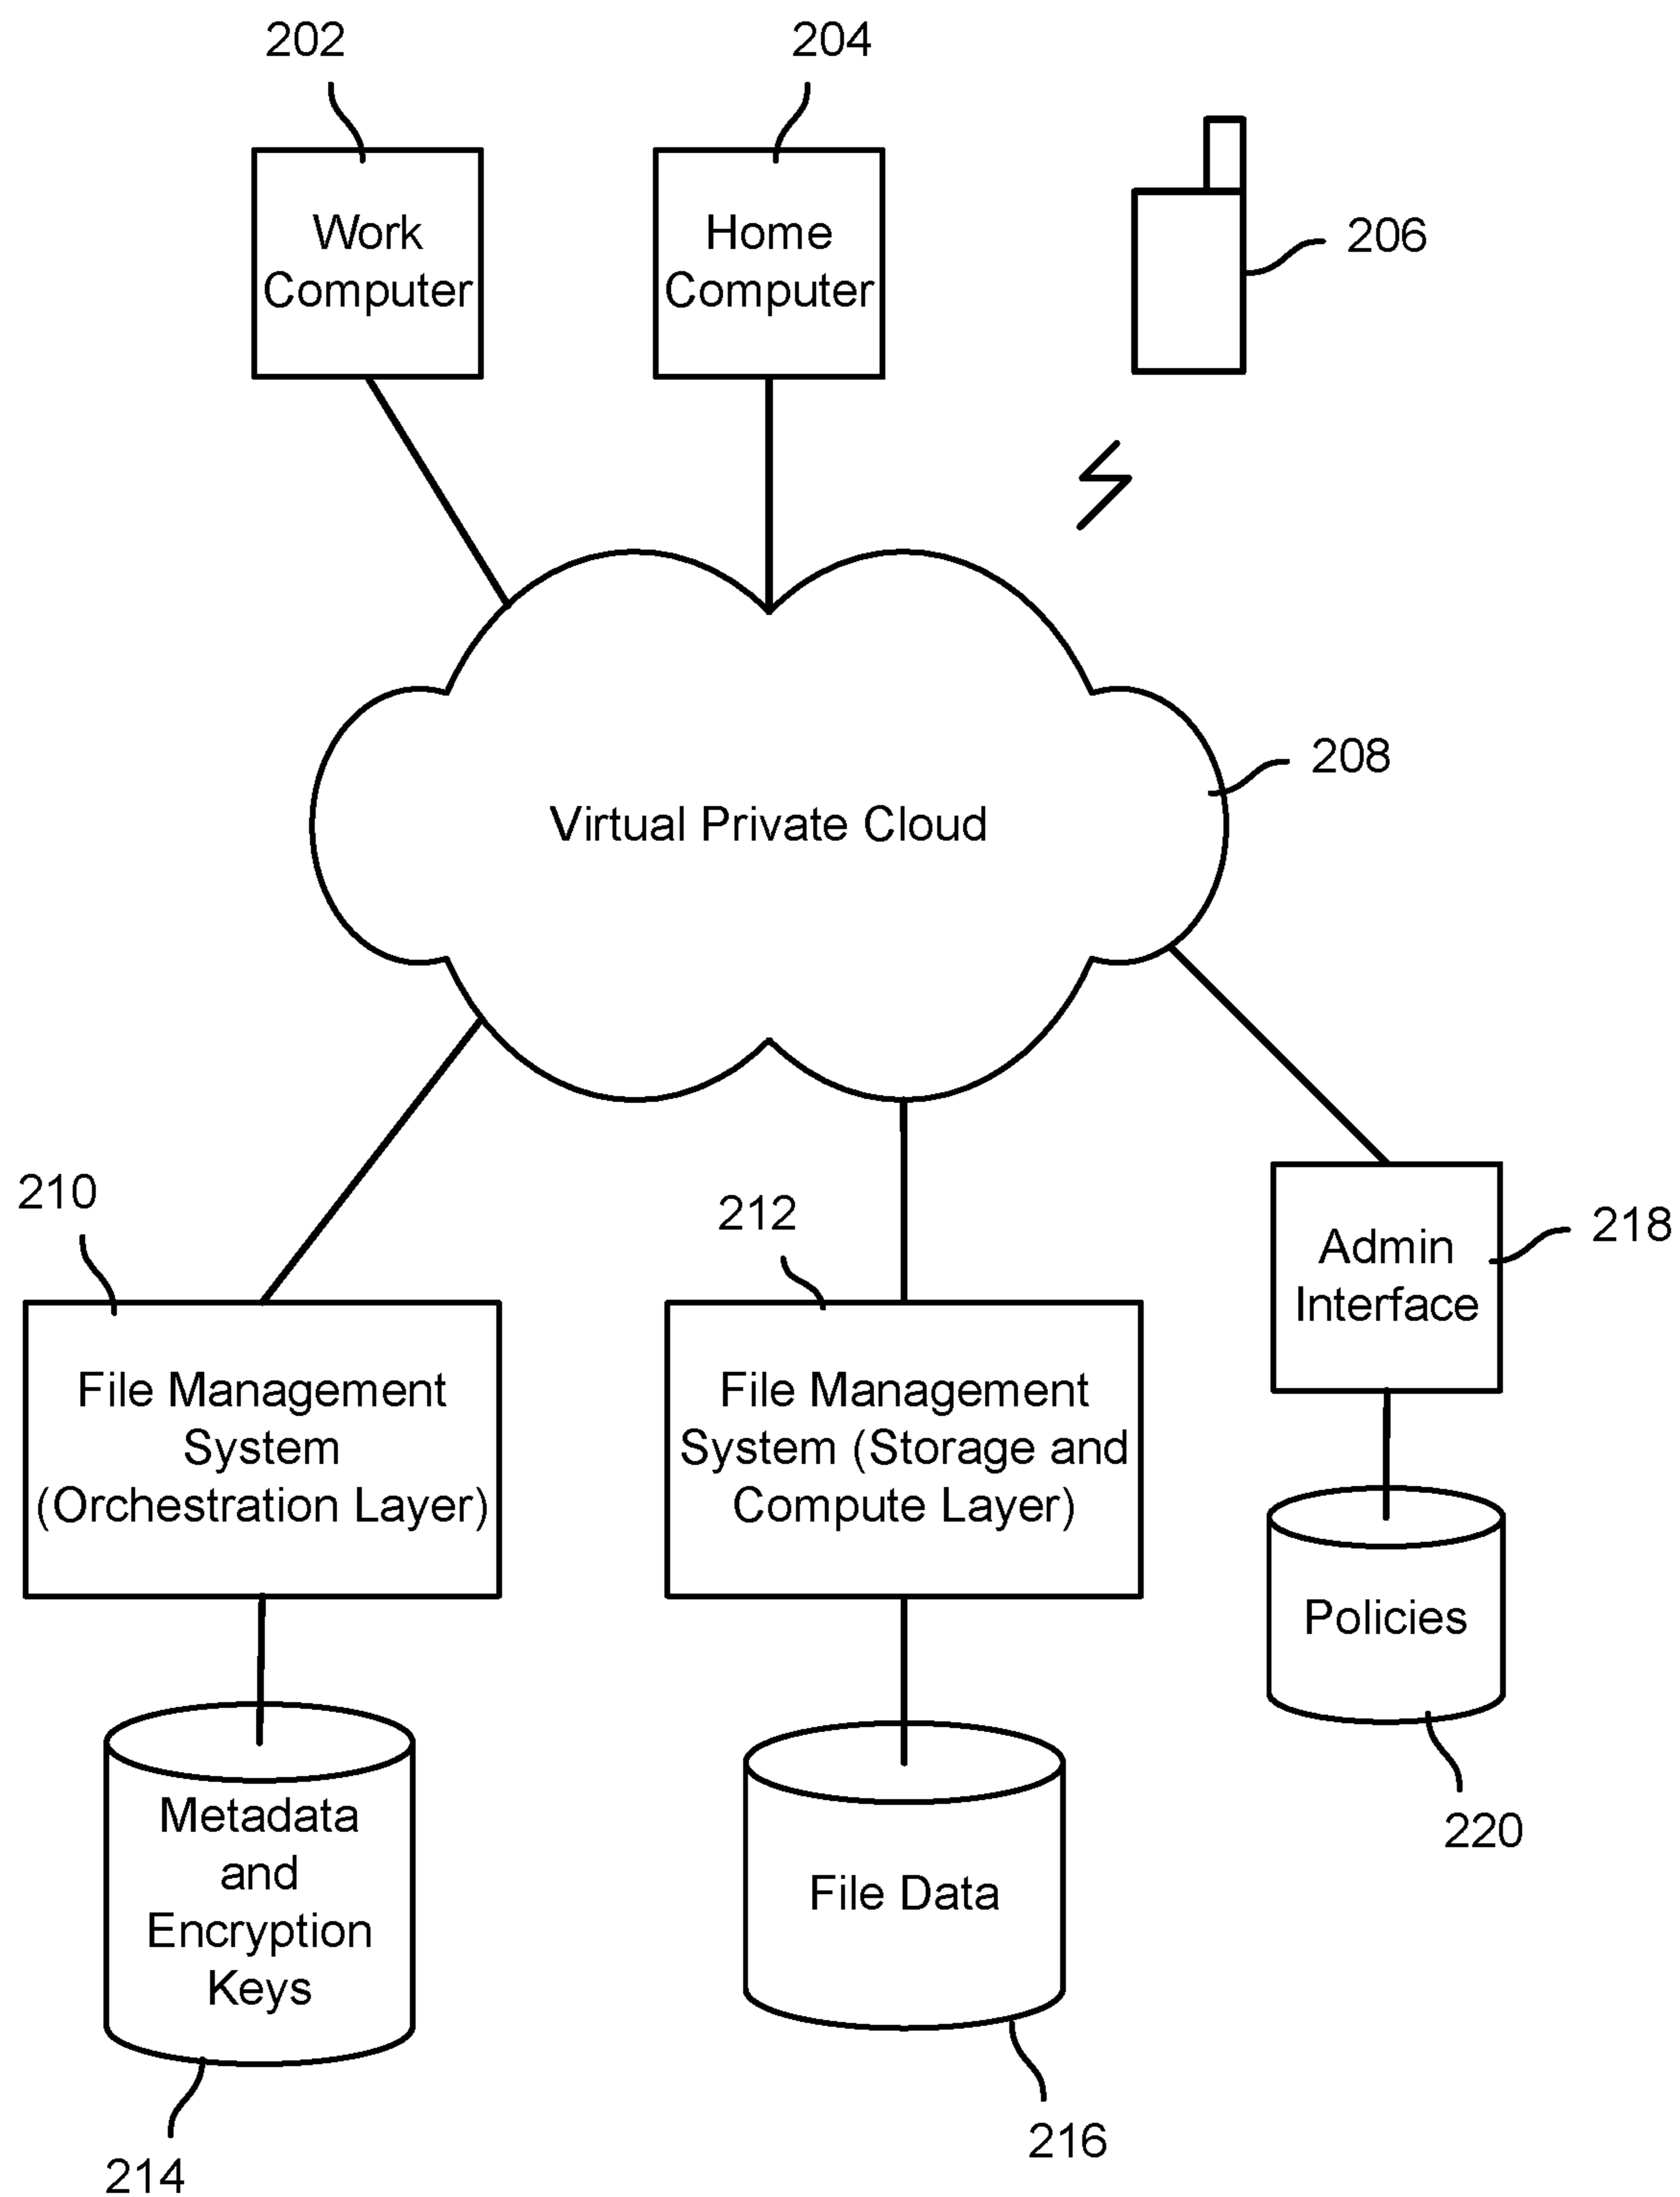 202
204
Work
Computer
Home
Computer
206
208
Virtual Private Cloud
210
212
218
Admin
Interface
File Management
System
(Orchestration Layer)
File Management
System (Storage and
Compute Layer)
Policies
220
Metadata
and
Encryption
Keys
File Data
214
216